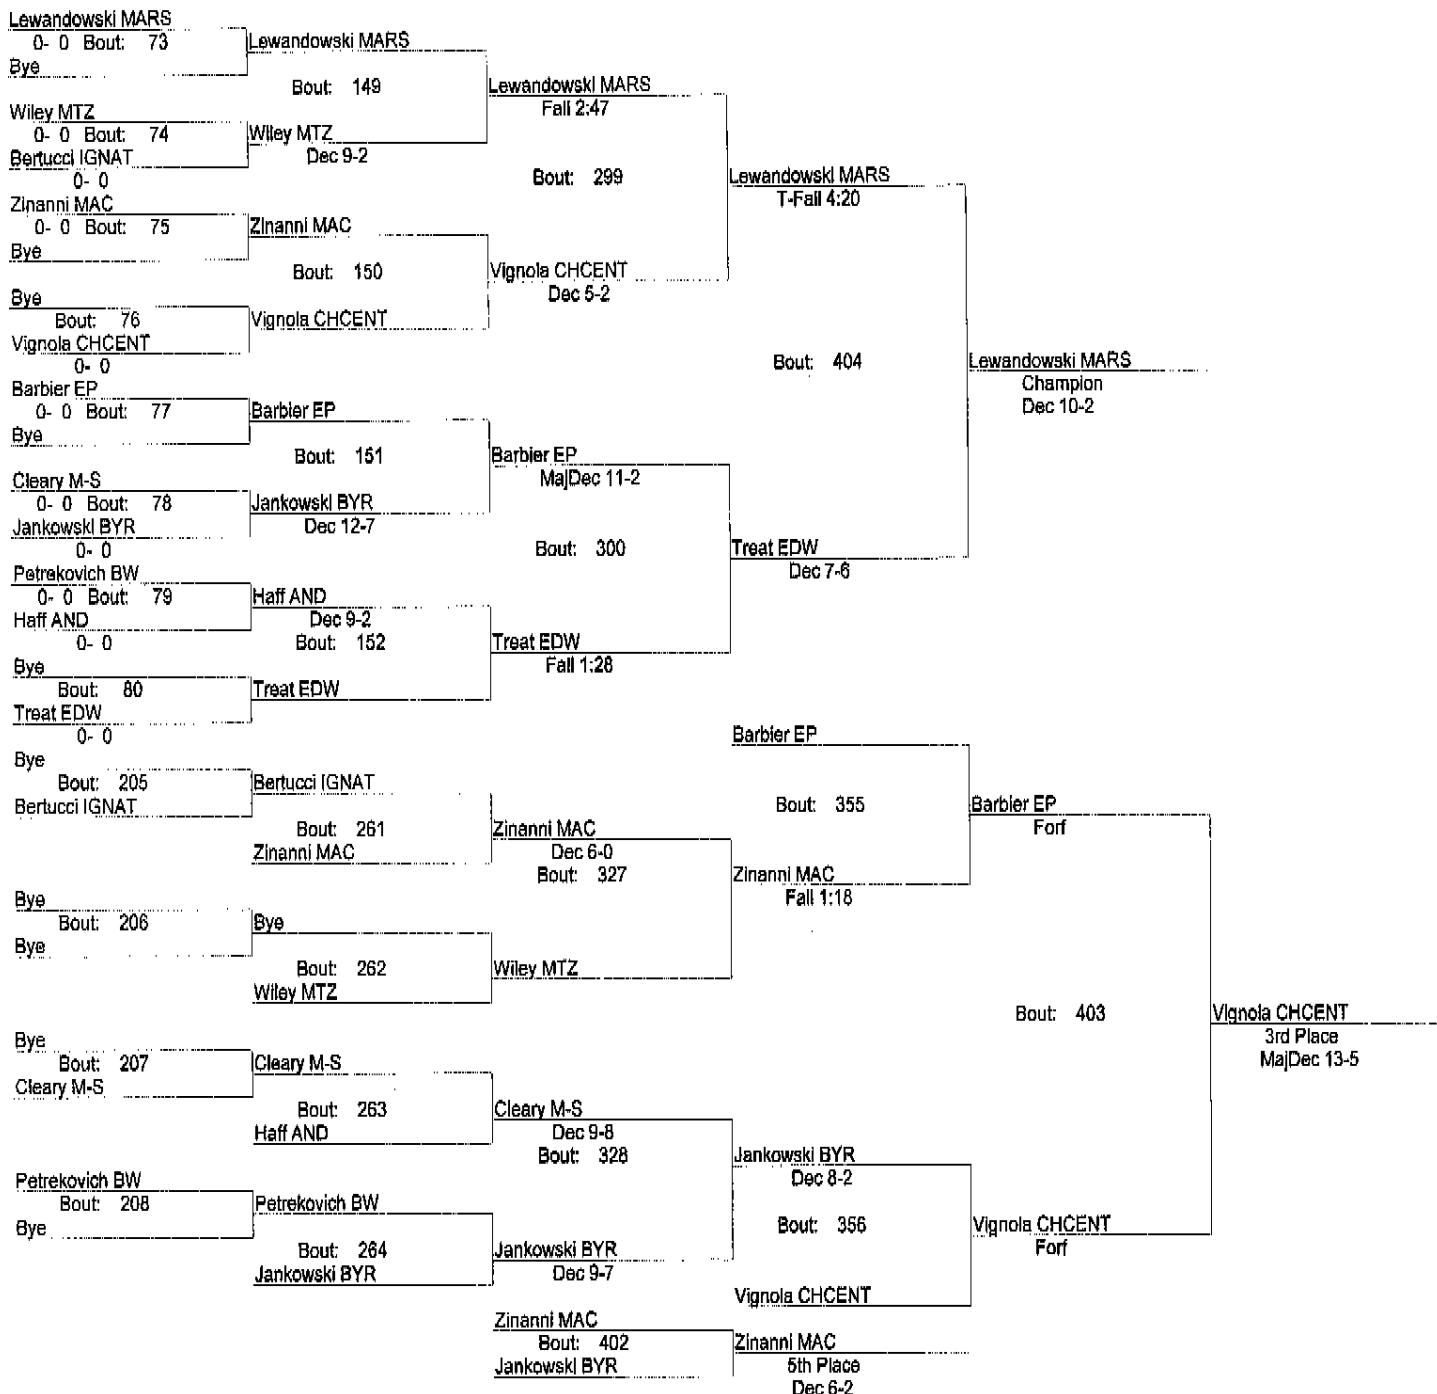 Lewandowski MARS
0- 0 Bout: 73
Bye
Lewandowski MARS
Bout: 149
Wiley MTZ
0- 0 Bout: 74
Bertucci IGNAT
0- 0
Wiley MTZ
Dec 9-2
Lewandowski MARS
Fall 2:47
Bout: 299
Zinanni MAC
0- 0 Bout: 75
Bye
Zinanni MAC
Bout: 150
Bye
Bout: 76
Vignola CHCENT
0- 0
Vignola CHCENT
Vignola CHCENT
Dec 5-2
Lewandowski MARS
T-Fall 4:20
Bout: 404
Lewandowski MARS
Champion
Dec 10-2
Barbier EP
0- 0 Bout: 77
Bye
Barbier EP
Bout: 151
Cleary M-S
0- 0 Bout: 78
Jankowski BYR
0- 0
Jankowski BYR
Dec 12-7
Barbier EP
MajDec 11-2
Bout: 300
Petrekovich BW
0- 0 Bout: 79
Haff AND
0- 0
Haff AND
Dec 9-2
Bout: 152
Bye
Bout: 80
Treat EDW
0- 0
Treat EDW
Treat EDW
Fall 1:28
Treat EDW
Dec 7-6
Bye
Bout: 205
Bertucci IGNAT
Bertucci IGNAT
Bout: 261
Zinanni MAC
Zinanni MAC
Dec 6-0
Bout: 327
Bye
Bout: 206
Bye
Bye
Bout: 262
Wiley MTZ
Wiley MTZ
Barbier EP
Bout: 355
Zinanni MAC
Fall 1:18
Barbier EP
Forf
Bout: 403
Vignola CHCENT
3rd Place
MajDec 13-5
Bye
Bout: 207
Cleary M-S
Cleary M-S
Bout: 263
Haff AND
Cleary M-S
Dec 9-8
Bout: 328
Petrekovich BW
Bout: 208
Bye
Petrekovich BW
Bout: 264
Jankowski BYR
Jankowski BYR
Dec 9-7
Jankowski BYR
Dec 8-2
Bout: 356
Vignola CHCENT
Vignola CHCENT
Forf
Zinanni MAC
Bout: 402
Jankowski BYR
Zinanni MAC
5th Place
Dec 6-2